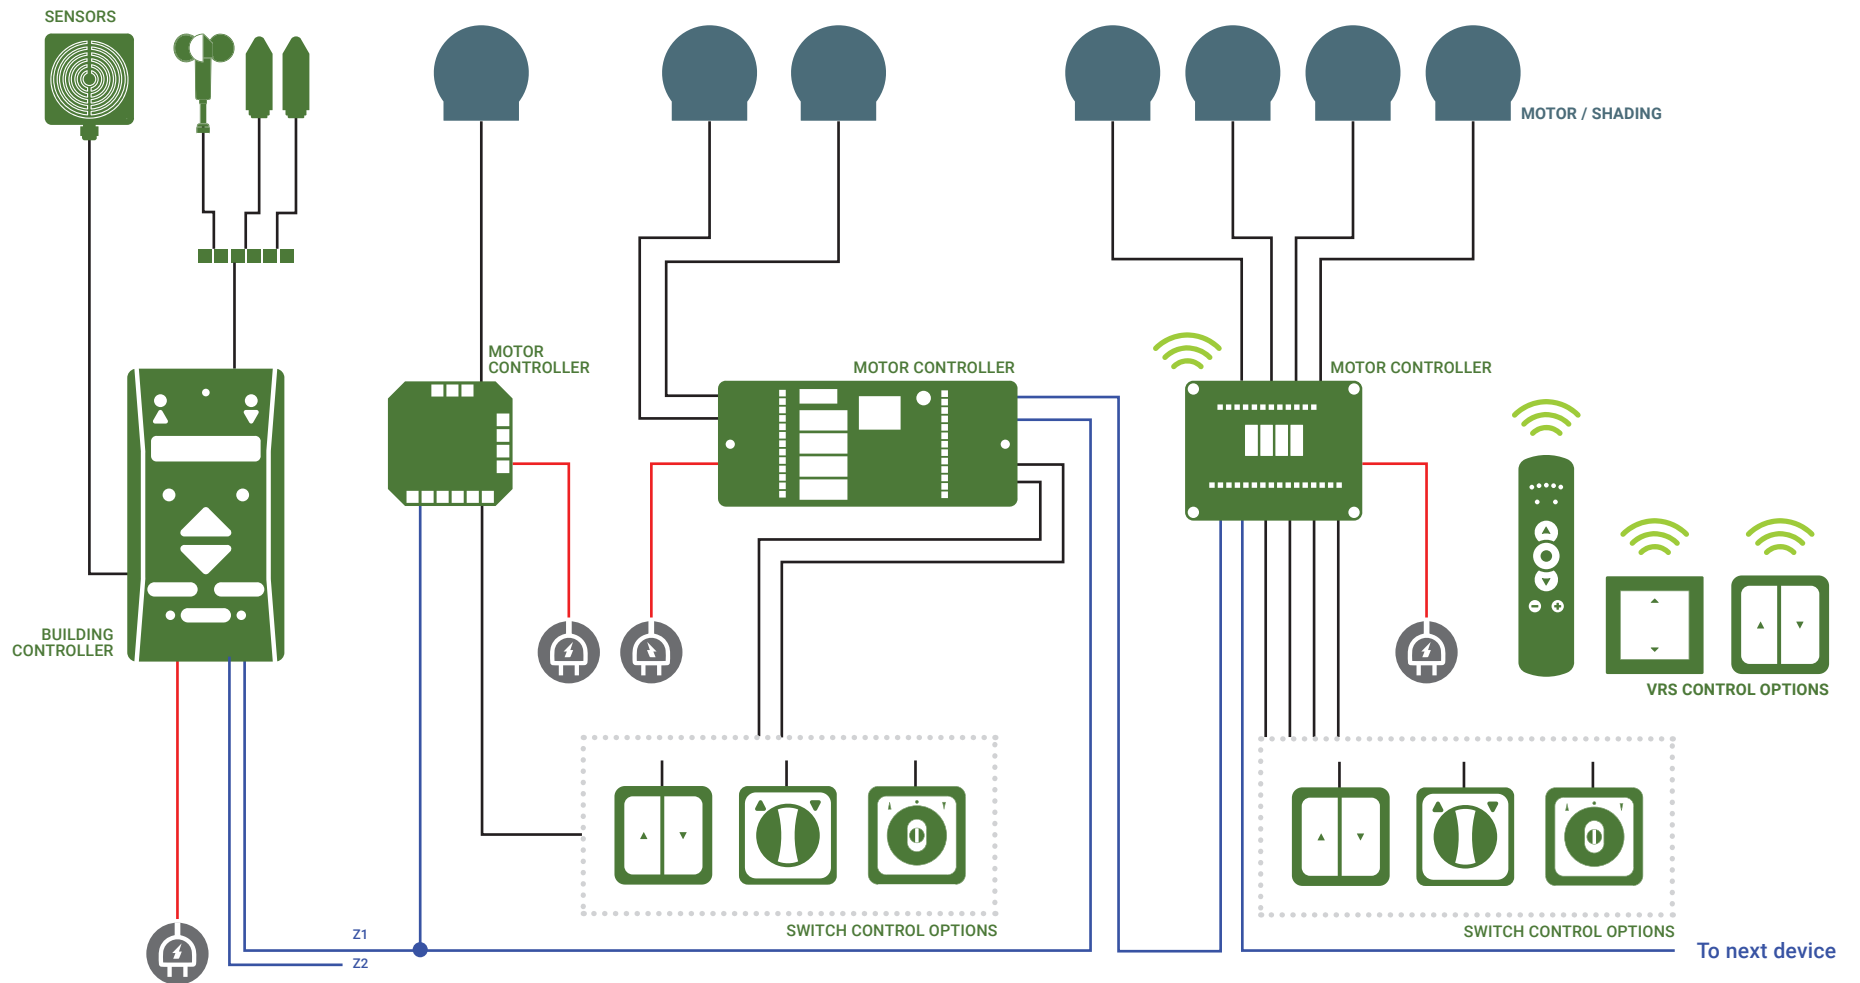 SENSORS
MOTOR / SHADING
MOTOR
CONTROLLER
MOTOR CONTROLLER
MOTOR CONTROLLER
BUILDING
CONTROLLER
VRS CONTROL OPTIONS
Z1
Z2
SWITCH CONTROL OPTIONS
SWITCH CONTROL OPTIONS
To next device